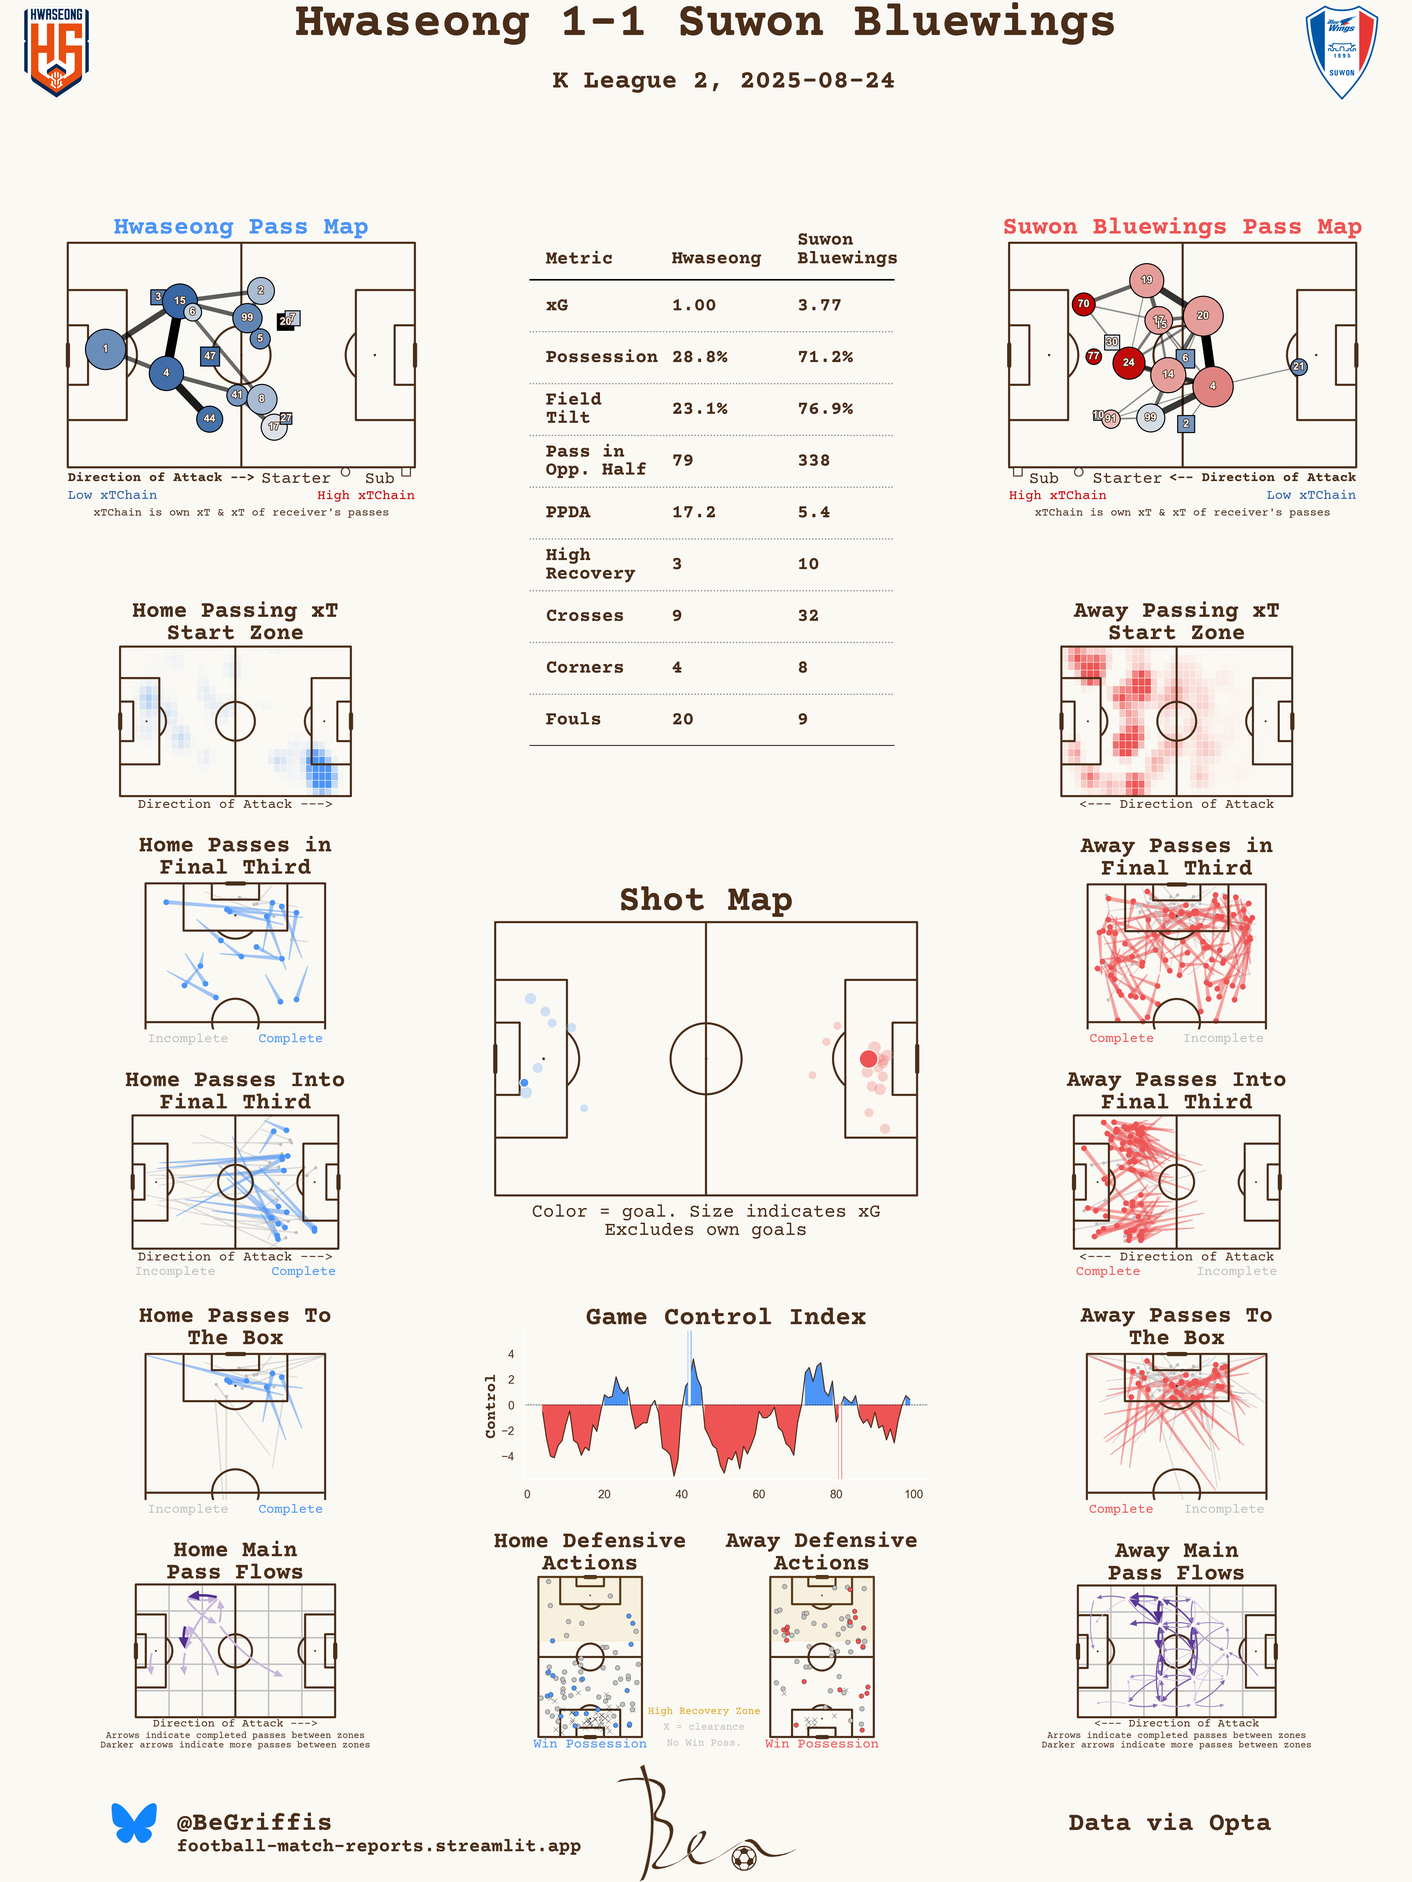 HWASEONG
Hwaseong 1-1 Suwon Bluewings
K League 2, 2025-08-24
Blue
Wings
1995
SUWON
Hwaseong Pass Map
3
15
6
2
99
20
7
5
1
47
4
41
8
44
17
27
Direction of Attack --> Starter Sub
Low xTChain High xTChain
xTChain is own xT & xT of receiver's passes
Metric Hwaseong Suwon Bluewings
xG 1.00 3.77
Possession 28.8% 71.2%
Field Tilt 23.1% 76.9%
Pass in Opp. Half 79 338
PPDA 17.2 5.4
High Recovery 3 10
Crosses 9 32
Corners 4 8
Fouls 20 9
Suwon Bluewings Pass Map
19
70
17
15
20
30
77
24
6
14
4
21
10
91
99
2
Sub Starter <-- Direction of Attack
High xTChain Low xTChain
xTChain is own xT & xT of receiver's passes
Home Passing xT
Start Zone
Direction of Attack --->
Away Passing xT
Start Zone
<--- Direction of Attack
Home Passes in
Final Third
Incomplete Complete
Away Passes in
Final Third
Complete Incomplete
Shot Map
Color = goal. Size indicates xG
Excludes own goals
Home Passes Into
Final Third
Direction of Attack --->
Incomplete Complete
Away Passes Into
Final Third
<--- Direction of Attack
Complete Incomplete
Home Passes To
The Box
Incomplete Complete
Game Control Index
Control
4
2
0
−2
−4
0 20 40 60 80 100
Away Passes To
The Box
Complete Incomplete
Home Main
Pass Flows
Direction of Attack --->
Arrows indicate completed passes between zones
Darker arrows indicate more passes between zones
Home Defensive
Actions
Win Possession
Away Defensive
Actions
Win Possession
High Recovery Zone
X = clearance
No Win Poss.
Away Main
Pass Flows
<--- Direction of Attack
Arrows indicate completed passes between zones
Darker arrows indicate more passes between zones
@BeGriffis
football-match-reports.streamlit.app
Ben
Data via Opta